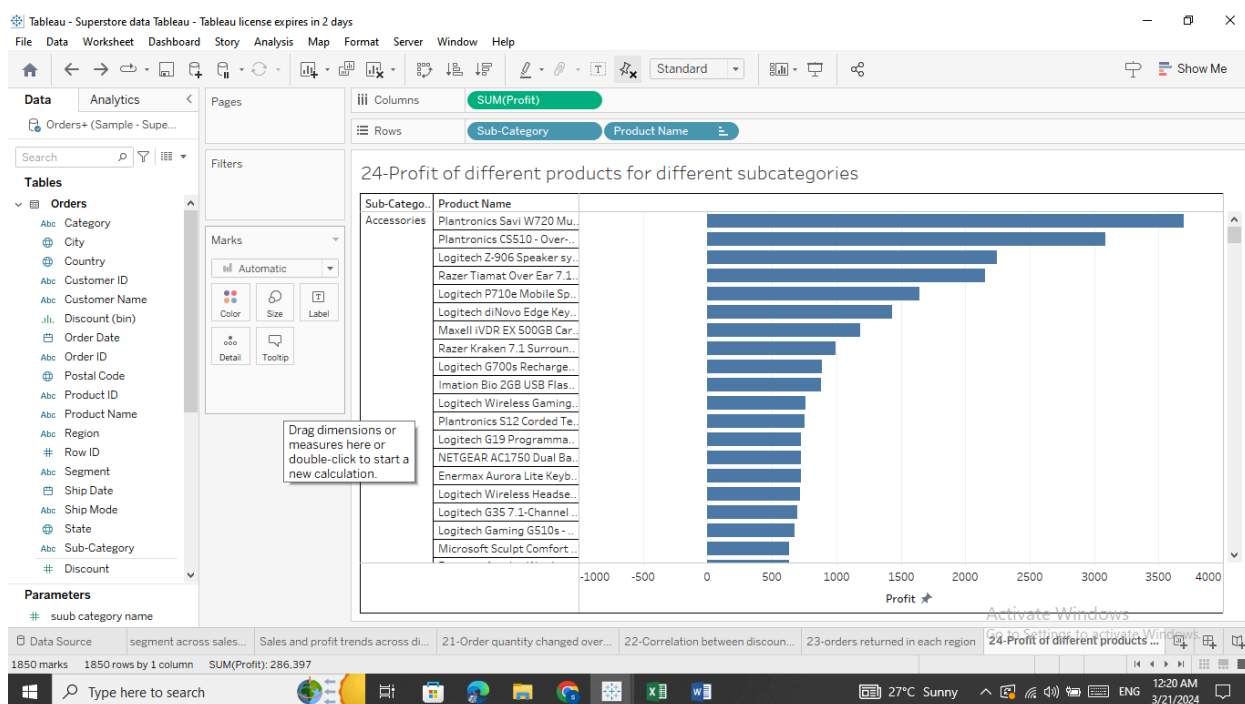 Tableau - Superstore data Tableau - Tableau license expires in 2 days
File Data Worksheet Dashboard Story Analysis Map Format Server Window Help
Standard
Show Me
Data Analytics
Orders+ (Sample - Supe...
Search
Tables
Orders
Abc Category
City
Country
Abc Customer ID
Abc Customer Name
Discount (bin)
Order Date
Abc Order ID
Postal Code
Abc Product ID
Abc Product Name
Abc Region
# Row ID
Abc Segment
Ship Date
Abc Ship Mode
State
Abc Sub-Category
# Discount
Parameters
# suub category name
Pages
Filters
Marks
Automatic
Color Size Label
Detail Tooltip
Drag dimensions or
measures here or
double-click to start a
new calculation.
Columns SUM(Profit)
Rows Sub-Category Product Name
24-Profit of different products for different subcategories
Sub-Catego.. Product Name
Accessories Plantronics Savi W720 Mu..
Plantronics CS510 - Over-..
Logitech Z-906 Speaker sy..
Razer Tiamat Over Ear 7.1..
Logitech P710e Mobile Sp..
Logitech diNovo Edge Key..
Maxell iVDR EX 500GB Car..
Razer Kraken 7.1 Surroun..
Logitech G700s Recharge..
Imation Bio 2GB USB Flas..
Logitech Wireless Gaming..
Plantronics S12 Corded Te..
Logitech G19 Programma..
NETGEAR AC1750 Dual Ba..
Enermax Aurora Lite Keyb..
Logitech Wireless Headse..
Logitech G35 7.1-Channel ..
Logitech Gaming G510s - ..
Microsoft Sculpt Comfort ..
-1000 -500 0 500 1000 1500 2000 2500 3000 3500 4000
Profit
Activate Windows
Go to Settings to activate Windows.
Data Source segment across sales... Sales and profit trends across di... 21-Order quantity changed over... 22-Correlation between discoun... 23-orders returned in each region 24-Profit of different products ...
1850 marks 1850 rows by 1 column SUM(Profit): 286,397
Type here to search
27°C Sunny
ENG
12:20 AM
3/21/2024